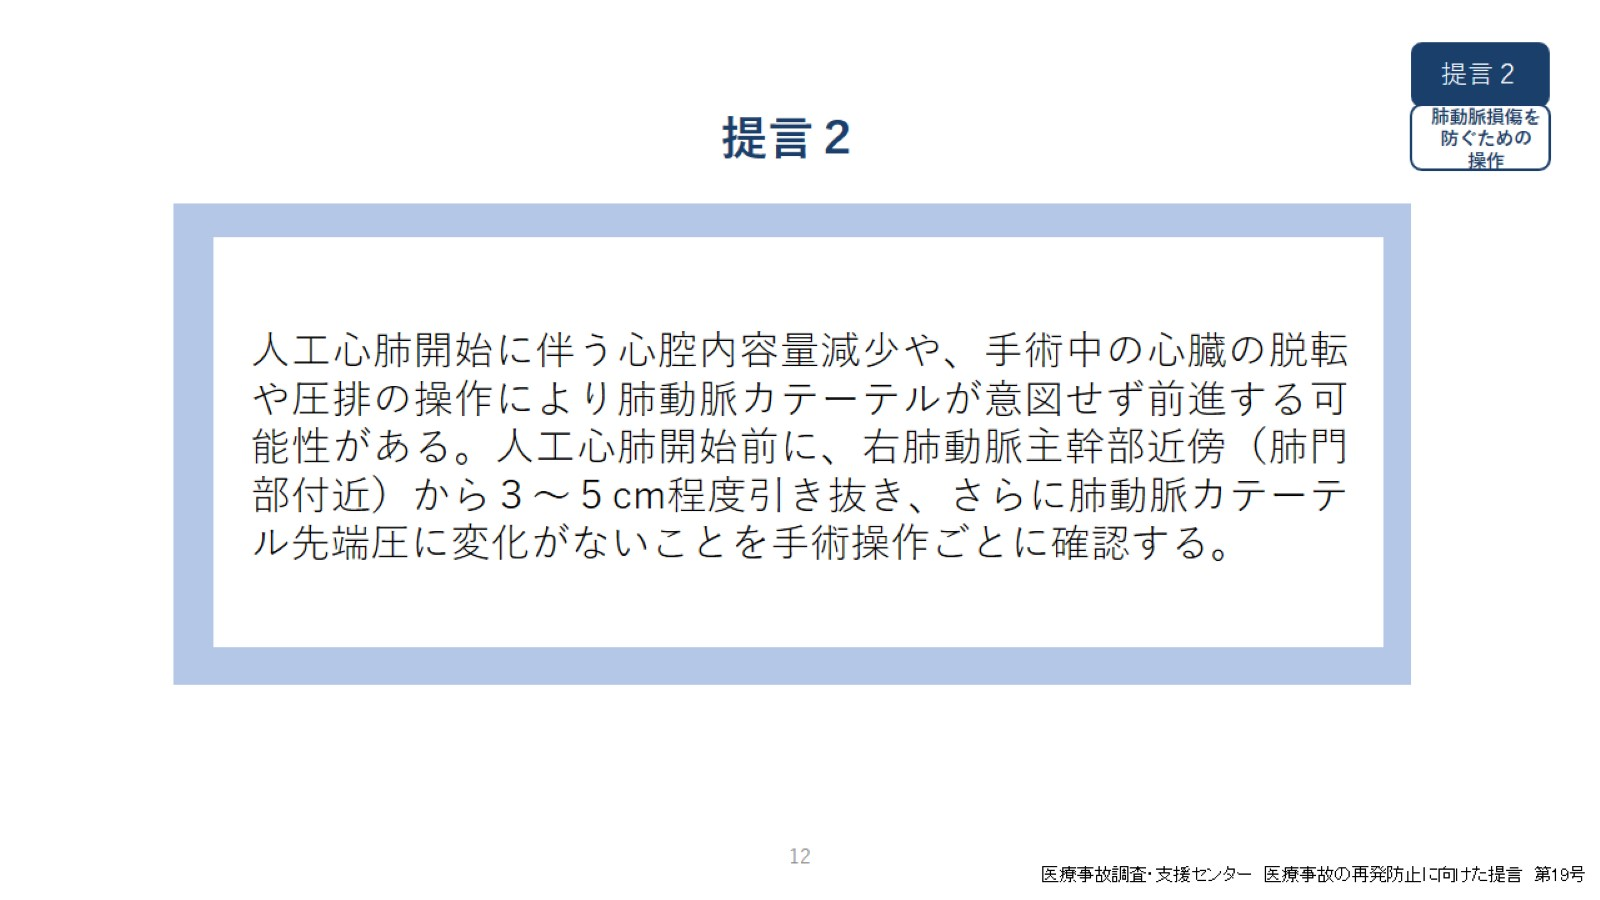 提言２
肺動脈損傷を
防ぐための
操作
提言２
人工心肺開始に伴う心腔内容量減少や、手術中の心臓の脱転
や圧排の操作により肺動脈カテーテルが意図せず前進する可
能性がある。人工心肺開始前に、右肺動脈主幹部近傍（肺門
部付近）から３～５cm程度引き抜き、さらに肺動脈カテーテ
ル先端圧に変化がないことを手術操作ごとに確認する。
12
医療事故調査・支援センター　医療事故の再発防止に向けた提言　第19号